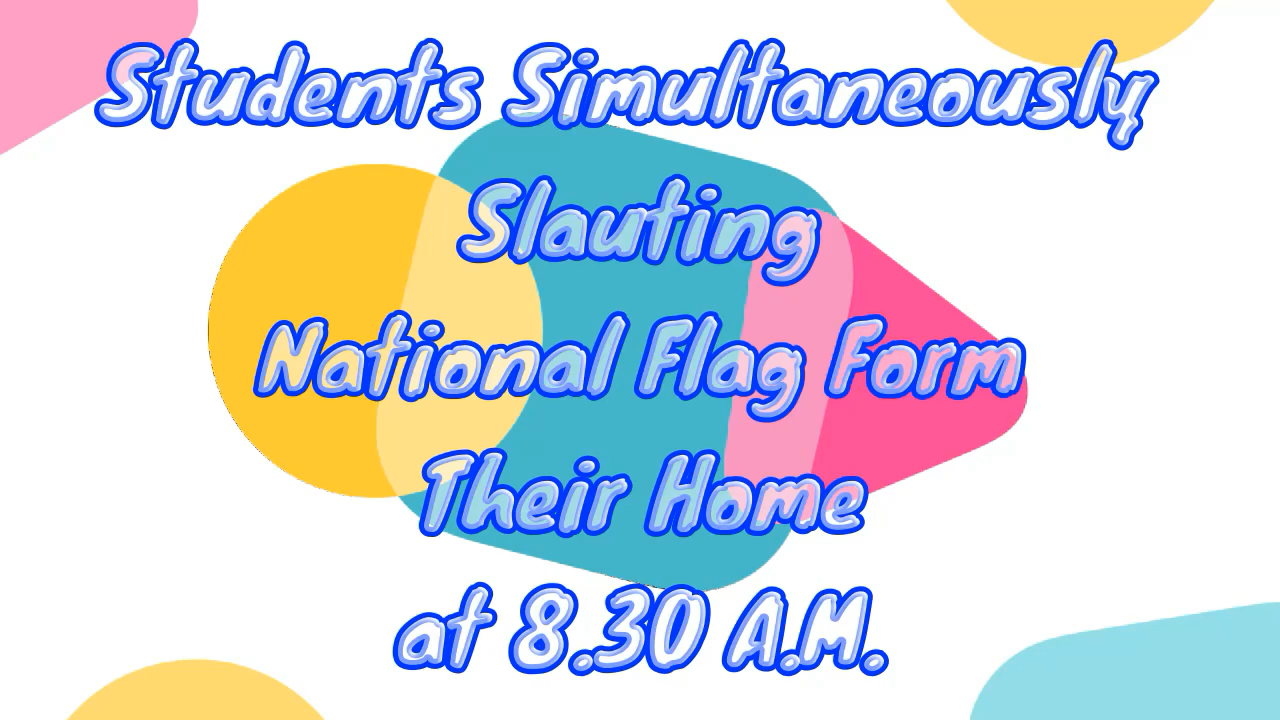 Students Simultaneously
Slauting
National Flag Form
Their Home
at 8.30 A.M.